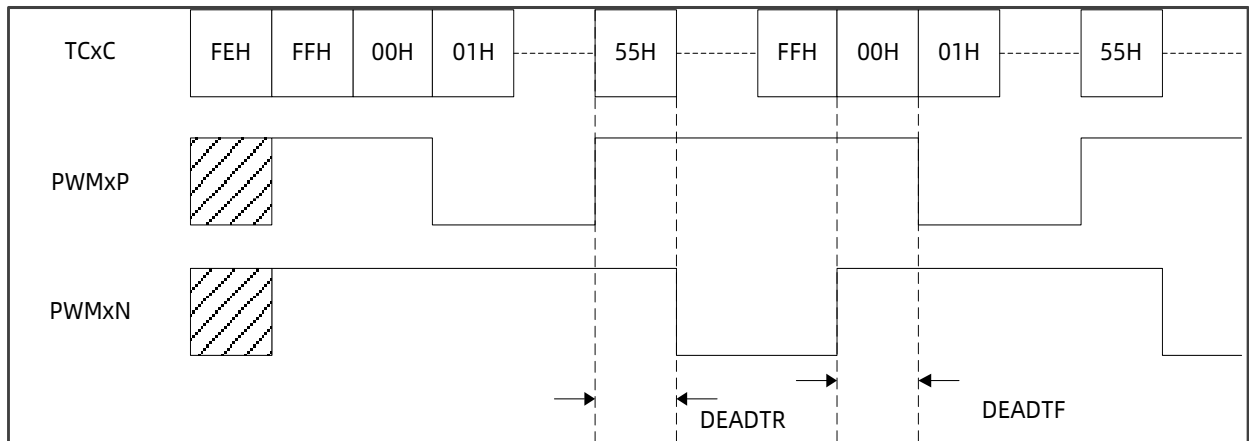 TCxC FEH FFH 00H 01H 55H FFH 00H 01H 55H
PWMxP
PWMxN
DEADTR DEADTF